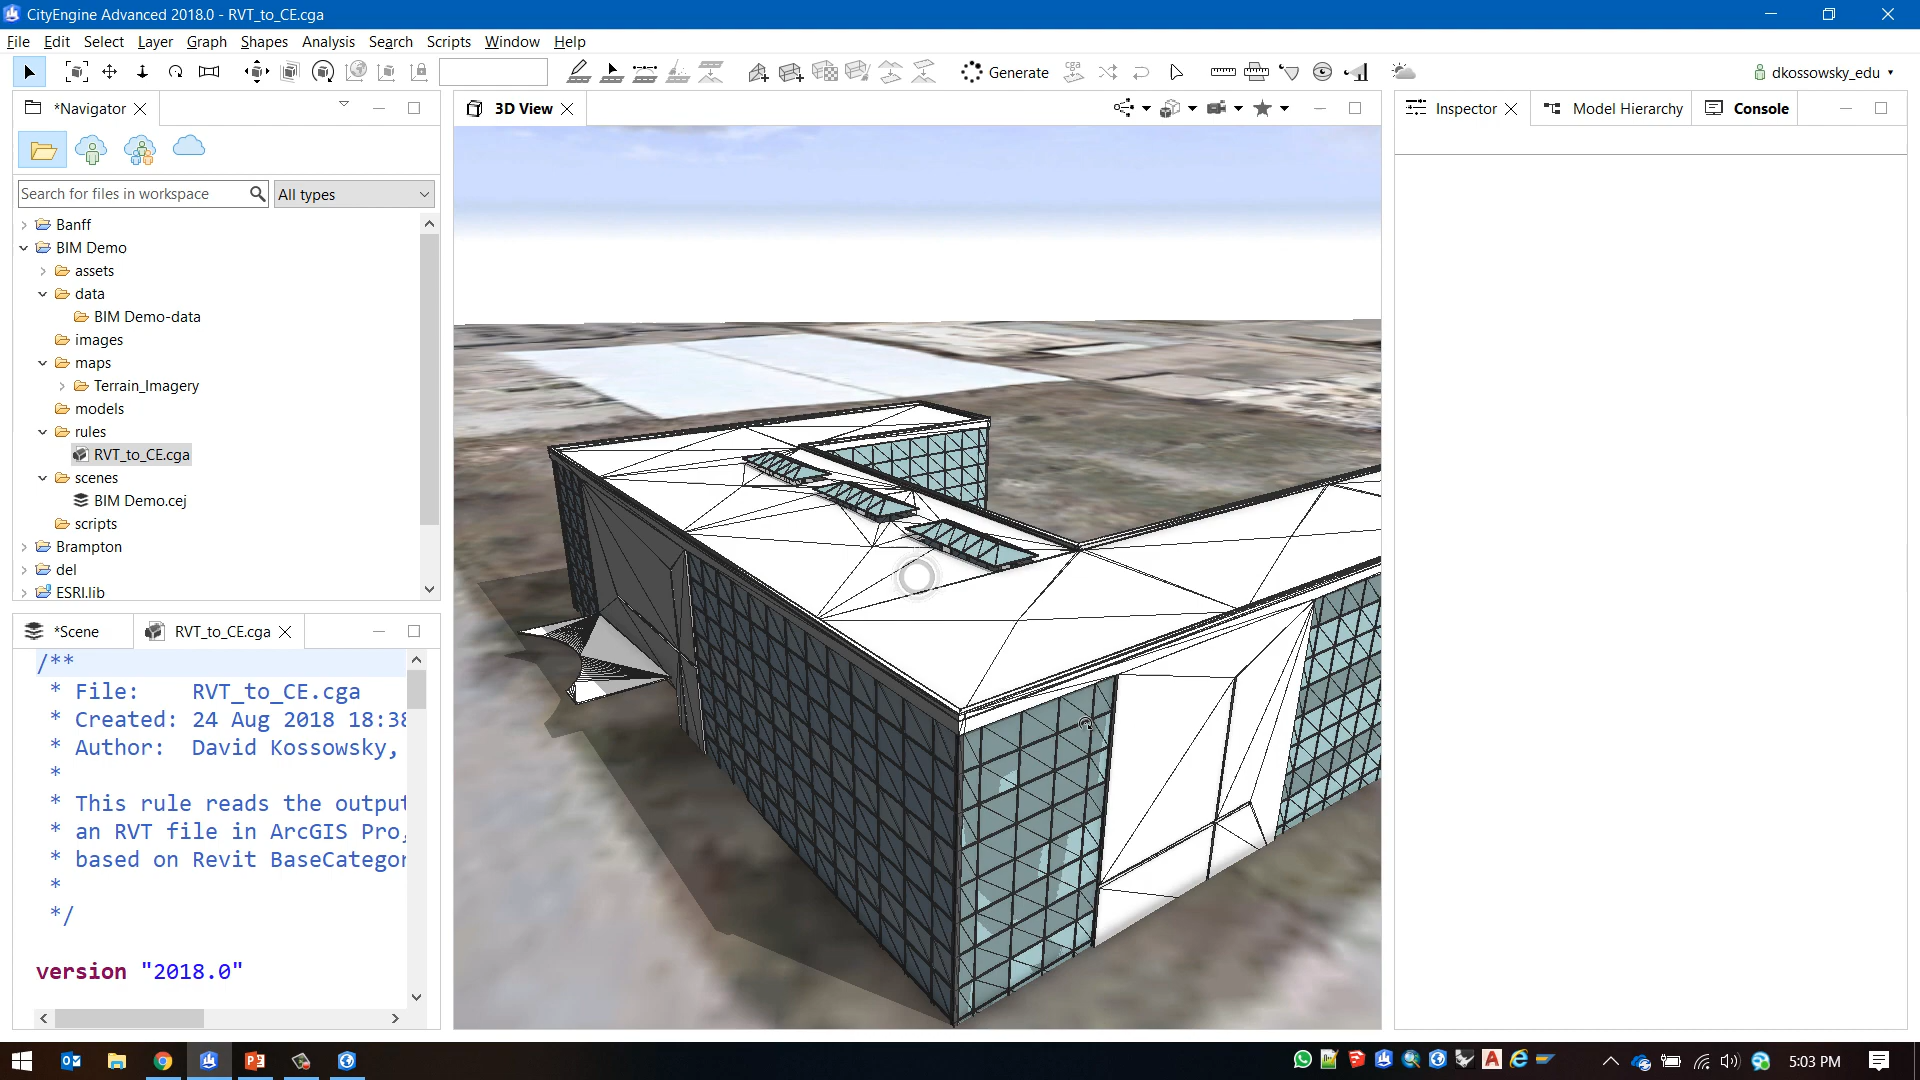 CityEngine Advanced 2018.0 - RVT_to_CE.cga
File Edit Select Layer Graph Shapes Analysis Search Scripts Window Help
Generate
dkossowsky_edu
*Navigator
Search for files in workspace
All types
Banff
BIM Demo
assets
data
BIM Demo-data
images
maps
Terrain_Imagery
models
rules
RVT_to_CE.cga
scenes
BIM Demo.cej
scripts
Brampton
del
ESRI.lib
*Scene
RVT_to_CE.cga
/**
* File: RVT_to_CE.cga
* Created: 24 Aug 2018 18:38
* Author: David Kossowsky,
*
* This rule reads the output
* an RVT file in ArcGIS Pro,
* based on Revit BaseCategor
*
*/
version "2018.0"
3D View
Inspector
Model Hierarchy
Console
5:03 PM